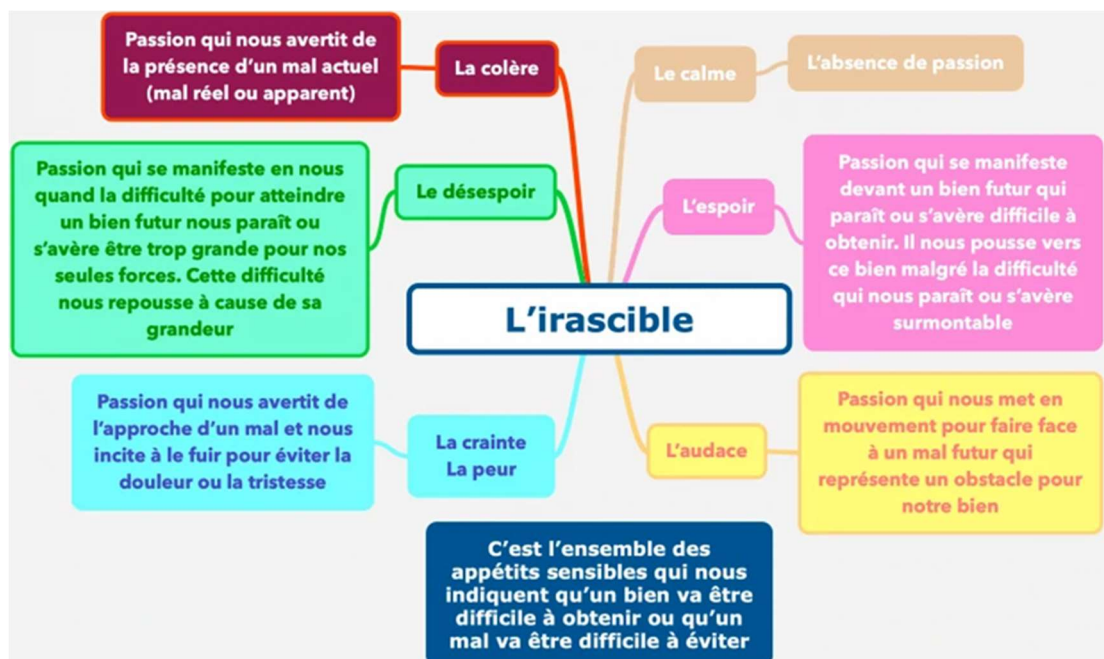 Passion qui nous avertit de
la présence d'un mal actuel
(mal réel ou apparent)
La colère
Le calme
L'absence de passion
Passion qui se manifeste en nous
quand la difficulté pour atteindre
un bien futur nous paraît ou
s'avère être trop grande pour nos
seules forces. Cette difficulté
nous repousse à cause de sa
grandeur
Le désespoir
L'espoir
Passion qui se manifeste
devant un bien futur qui
paraît ou s'avère difficile à
obtenir. Il nous pousse vers
ce bien malgré la difficulté
qui nous paraît ou s'avère
surmontable
L'irascible
Passion qui nous avertit de
l'approche d'un mal et nous
incite à le fuir pour éviter la
douleur ou la tristesse
La crainte
La peur
L'audace
Passion qui nous met en
mouvement pour faire face
à un mal futur qui
représente un obstacle pour
notre bien
C'est l'ensemble des
appétits sensibles qui nous
indiquent qu'un bien va être
difficile à obtenir ou qu'un
mal va être difficile à éviter